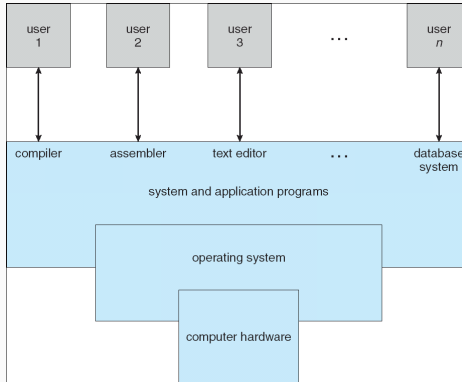 user
1
user
2
user
3
...
user
n
compiler
assembler
text editor
...
database
system
system and application programs
operating system
computer hardware